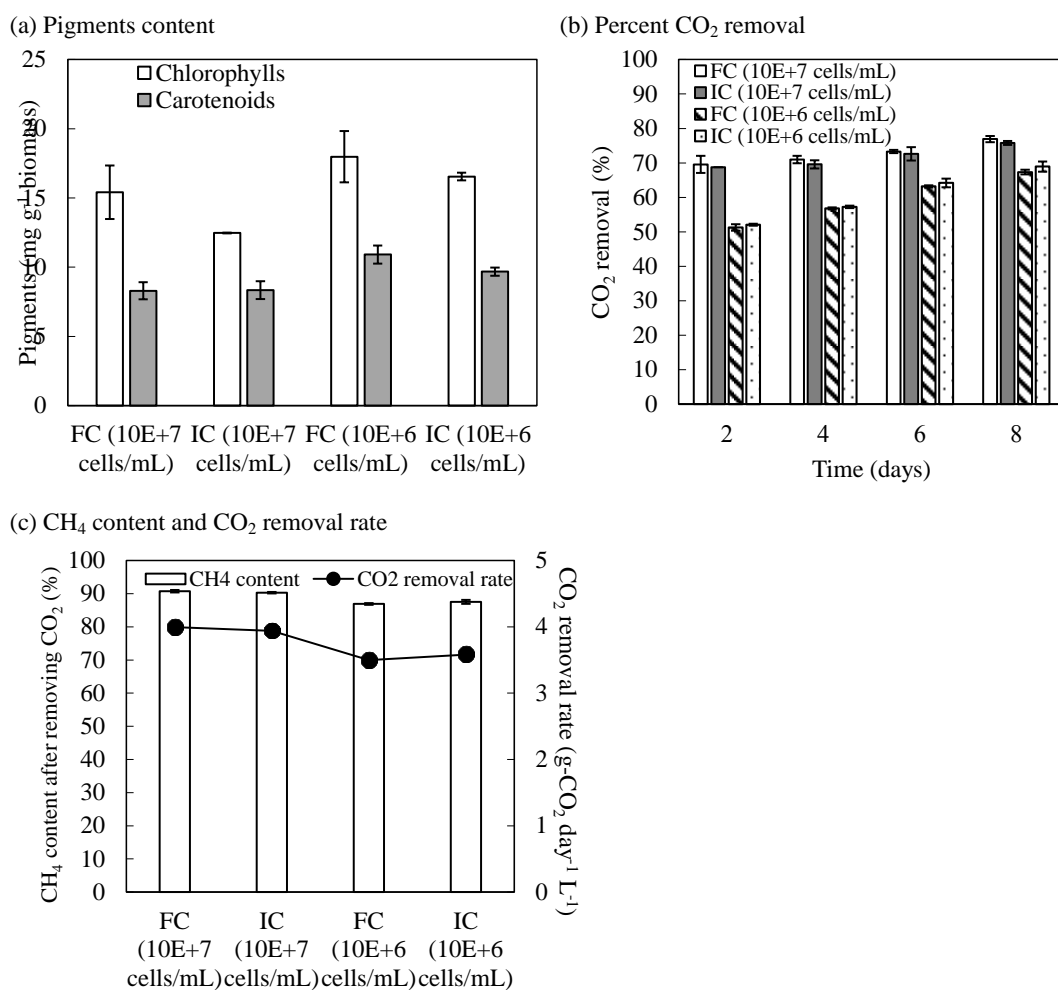 (a) Pigments content
Pigments (mg g⁻¹ biomass)
25
20
15
10
5
0
Chlorophylls
Carotenoids
FC (10E+7 IC (10E+7 FC (10E+6 IC (10E+6
cells/mL) cells/mL) cells/mL) cells/mL)
(b) Percent CO₂ removal
CO₂ removal (%)
100
90
80
70
60
50
40
30
20
10
0
FC (10E+7 cells/mL)
IC (10E+7 cells/mL)
FC (10E+6 cells/mL)
IC (10E+6 cells/mL)
2 4 6 8
Time (days)
(c) CH₄ content and CO₂ removal rate
CH₄ content after removing CO₂ (%)
100
90
80
70
60
50
40
30
20
10
0
CH4 content CO2 removal rate
5
4
3
2
1
0
CO₂ removal rate (g-CO₂ day⁻¹ L⁻¹)
FC IC FC IC
(10E+7 (10E+7 (10E+6 (10E+6
cells/mL) cells/mL) cells/mL) cells/mL)